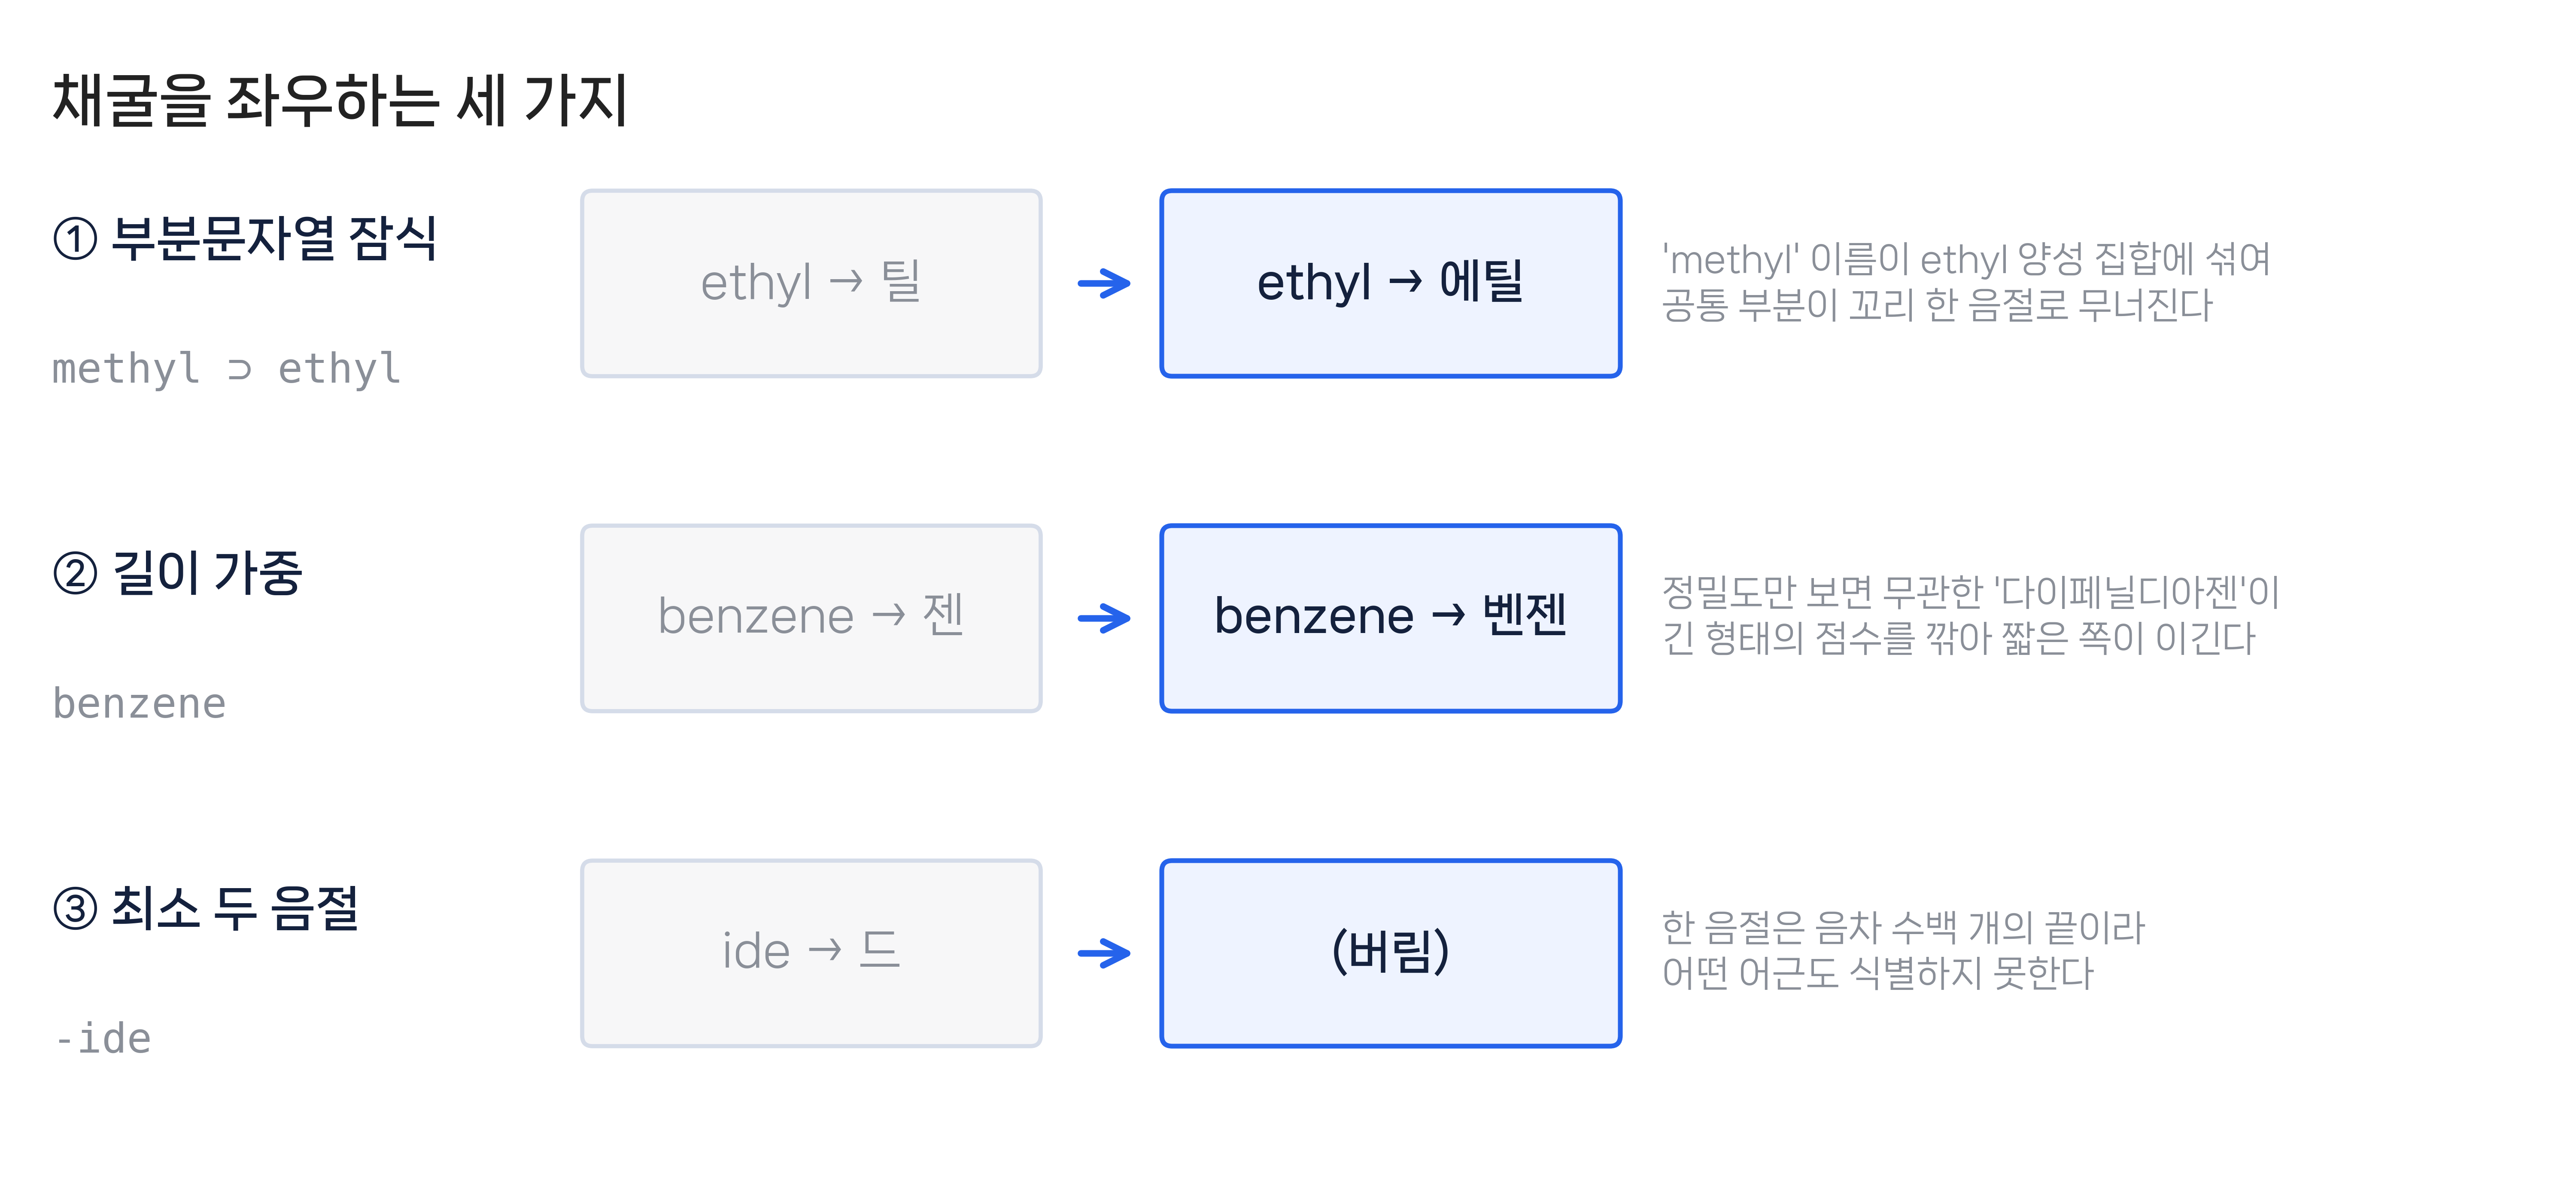 채굴을 좌우하는 세 가지
① 부분문자열 잠식
methyl ⊃ ethyl
ethyl → 틸
ethyl → 에틸
'methyl' 이름이 ethyl 양성 집합에 섞여
공통 부분이 꼬리 한 음절로 무너진다
② 길이 가중
benzene
benzene → 젠
benzene → 벤젠
정밀도만 보면 무관한 '다이페닐디아젠'이
긴 형태의 점수를 깎아 짧은 쪽이 이긴다
③ 최소 두 음절
-ide
ide → 드
(버림)
한 음절은 음차 수백 개의 끝이라
어떤 어근도 식별하지 못한다